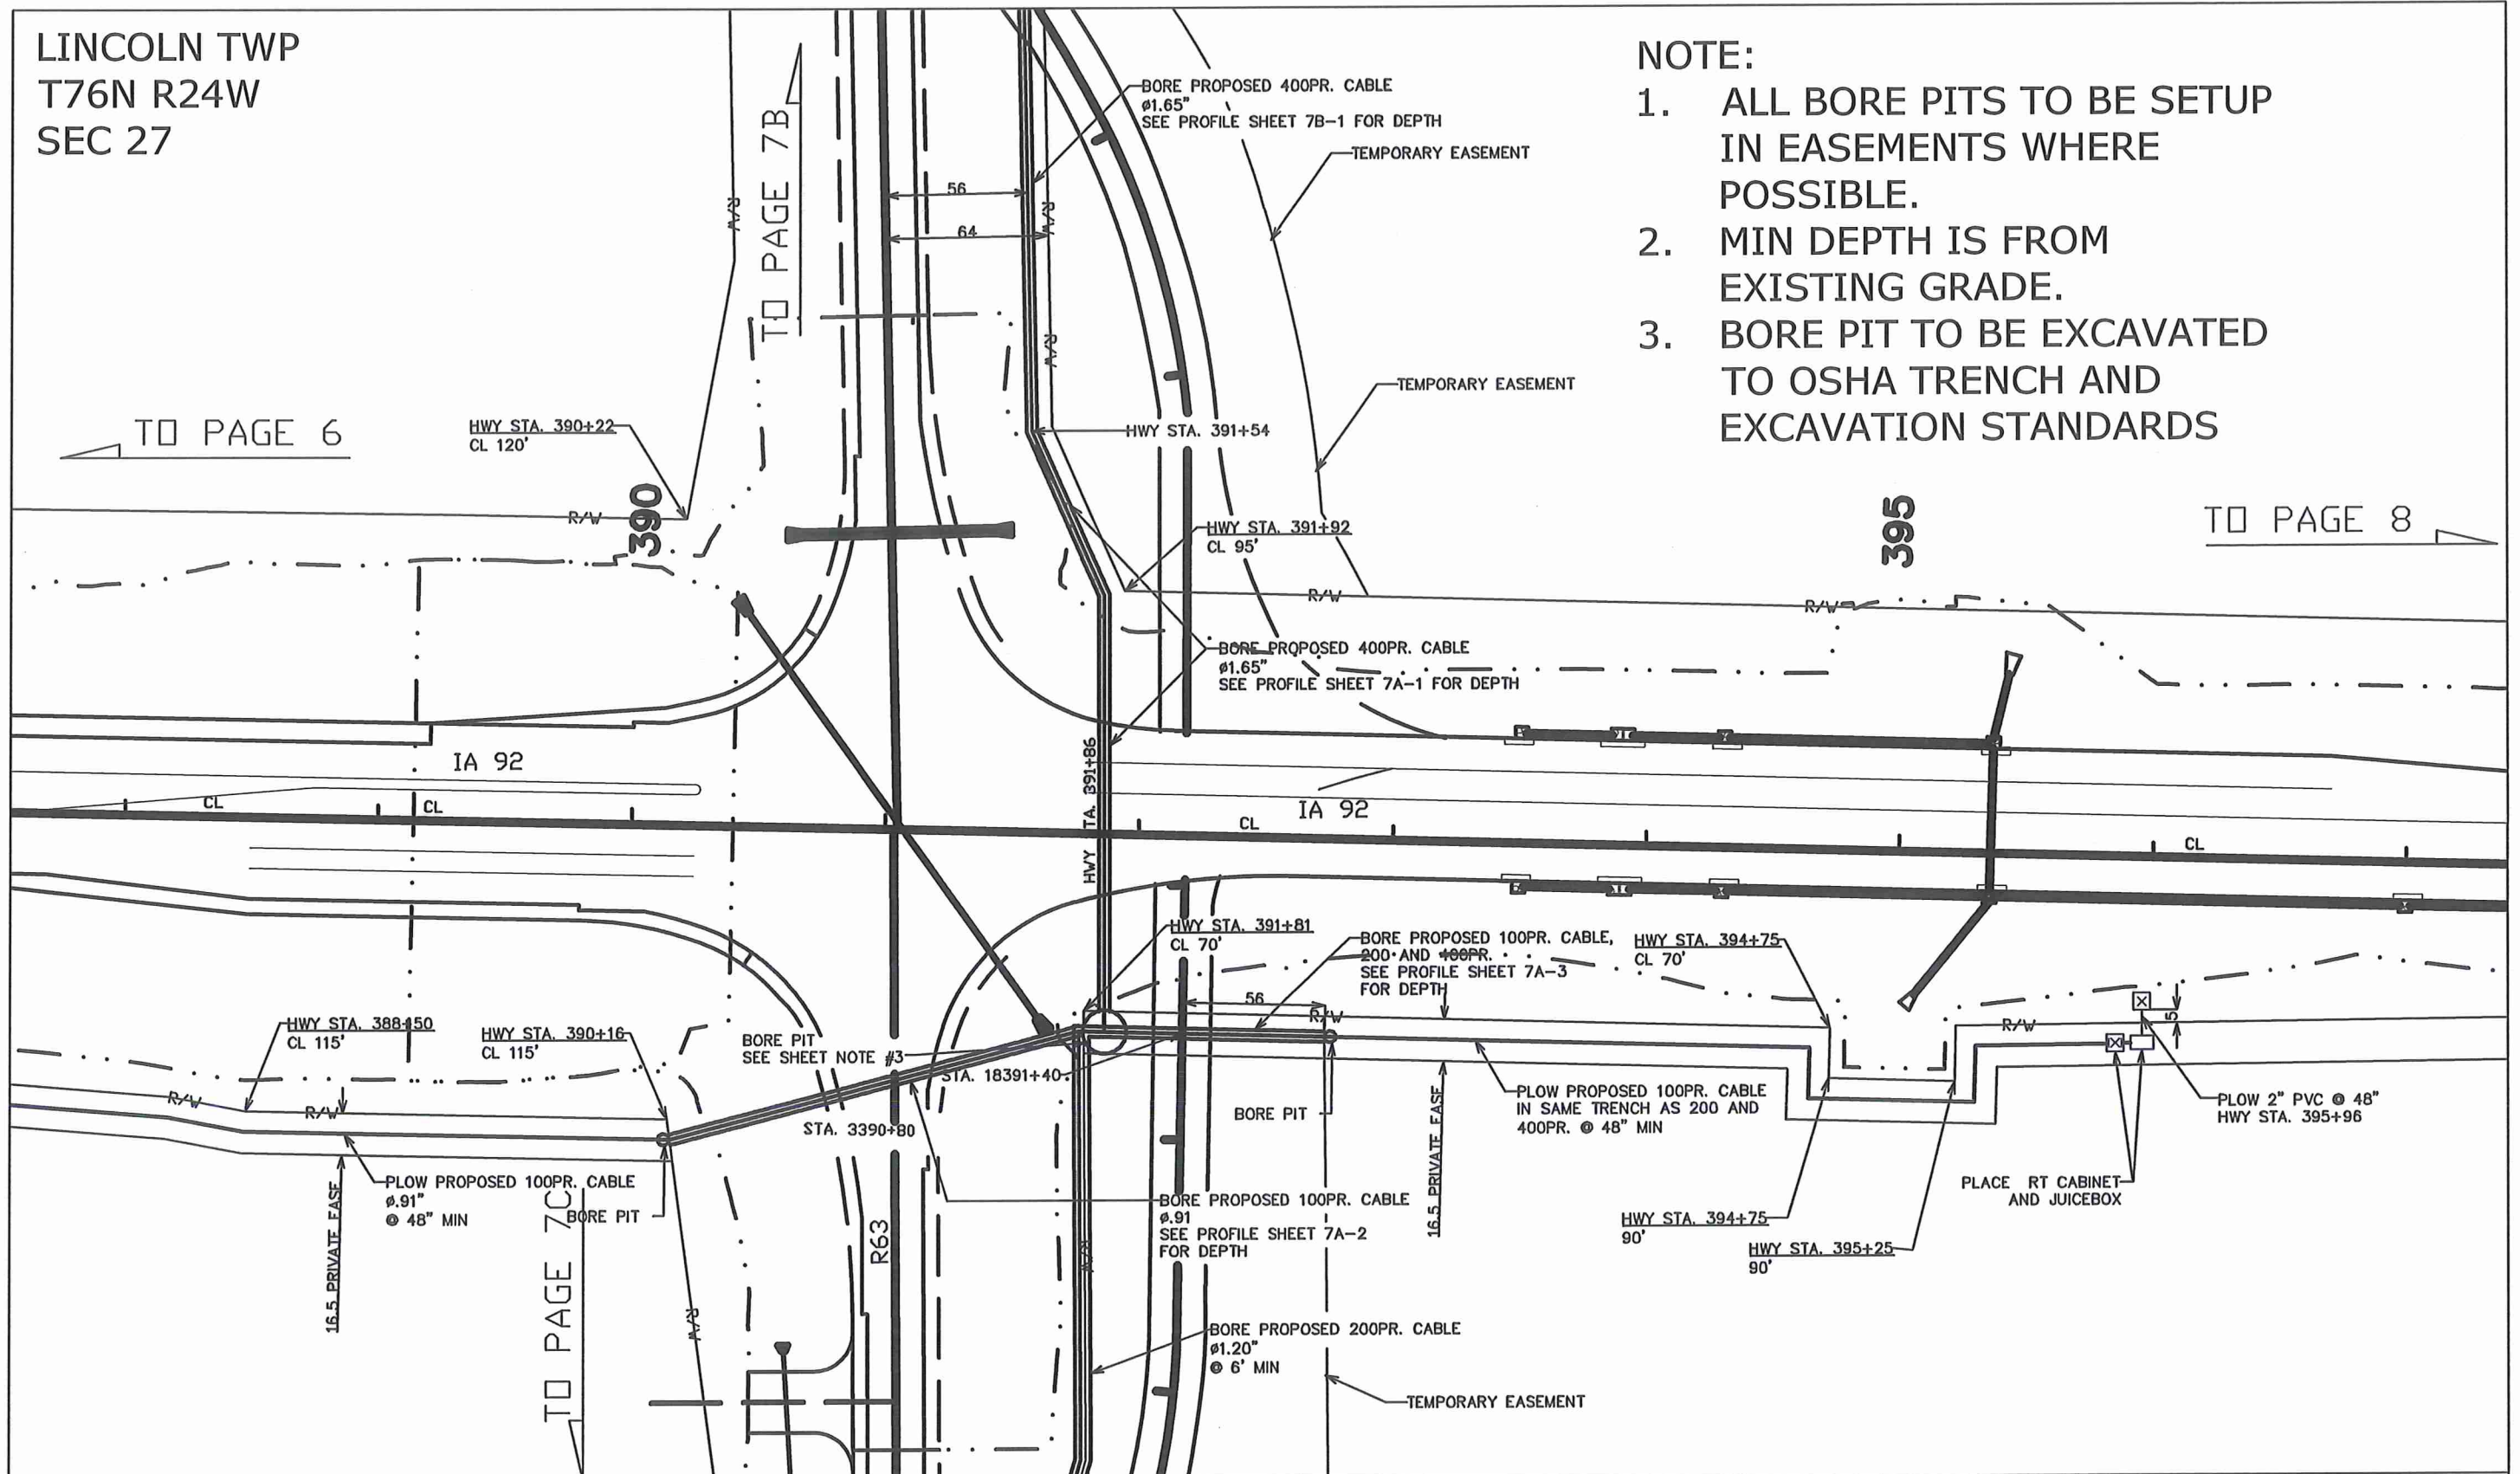 LINCOLN TWP
T76N R24W
SEC 27
NOTE:
1. ALL BORE PITS TO BE SETUP
IN EASEMENTS WHERE
POSSIBLE.
2. MIN DEPTH IS FROM
EXISTING GRADE.
3. BORE PIT TO BE EXCAVATED
TO OSHA TRENCH AND
EXCAVATION STANDARDS
TO PAGE 7B
BORE PROPOSED 400PR. CABLE
ø1.65"
SEE PROFILE SHEET 7B-1 FOR DEPTH
TEMPORARY EASEMENT
56
64
R/W
R/W
R/W
TEMPORARY EASEMENT
TO PAGE 6
HWY STA. 390+22
CL 120'
HWY STA. 391+54
390
R/W
HWY STA. 391+92
CL 95'
395
TO PAGE 8
R/W
R/W
BORE PROPOSED 400PR. CABLE
ø1.65"
SEE PROFILE SHEET 7A-1 FOR DEPTH
IA 92
CL
CL
HWY TA. 391+86
IA 92
CL
CL
HWY STA. 391+81
CL 70'
BORE PROPOSED 100PR. CABLE,
200 AND 400PR.
SEE PROFILE SHEET 7A-3
FOR DEPTH
HWY STA. 394+75
CL 70'
56
R/W
R/W
5
HWY STA. 388+50
CL 115'
HWY STA. 390+16
CL 115'
BORE PIT
SEE SHEET NOTE #3
STA. 18391+40
R/W
R/W
STA. 3390+80
BORE PIT
PLOW PROPOSED 100PR. CABLE
IN SAME TRENCH AS 200 AND
400PR. @ 48" MIN
PLOW 2" PVC @ 48"
HWY STA. 395+96
PLOW PROPOSED 100PR. CABLE
ø.91"
@ 48" MIN
BORE PIT
16.5 PRIVATE EASE
TO PAGE 7C
R63
BORE PROPOSED 100PR. CABLE
ø.91
SEE PROFILE SHEET 7A-2
FOR DEPTH
16.5 PRIVATE EASE
PLACE RT CABINET
AND JUICEBOX
HWY STA. 394+75
90'
HWY STA. 395+25
90'
R/W
R/W
BORE PROPOSED 200PR. CABLE
ø1.20"
@ 6' MIN
TEMPORARY EASEMENT